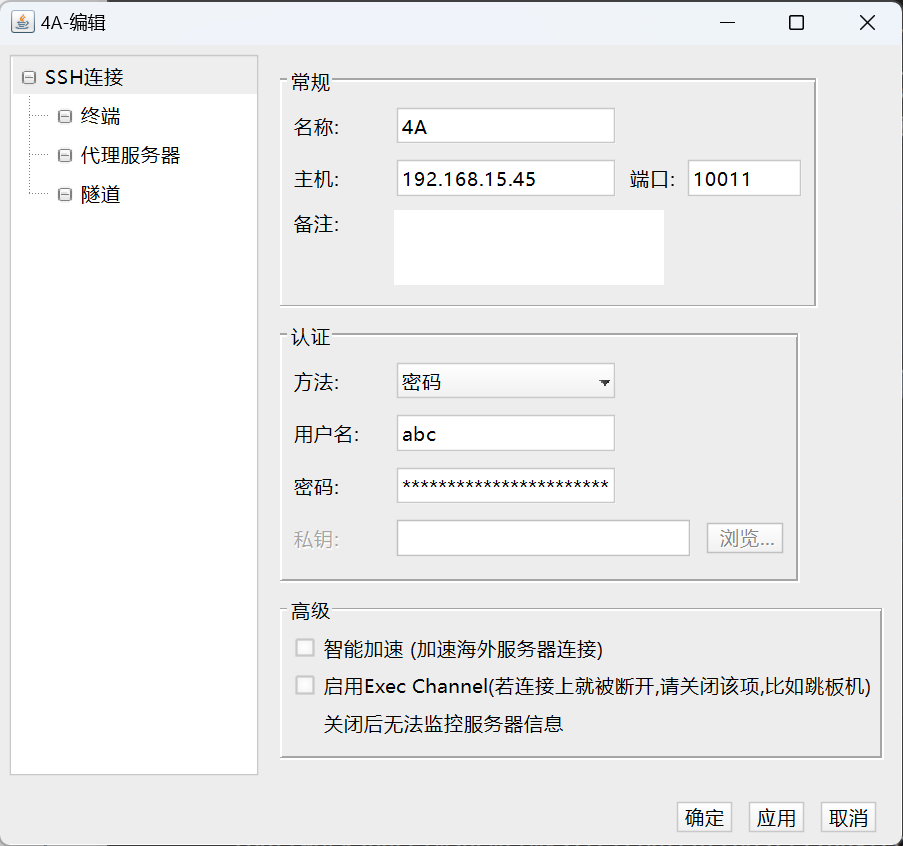 4A-编辑
SSH连接
终端
代理服务器
隧道
常规
名称: 4A
主机: 192.168.15.45 端口: 10011
备注:
认证
方法: 密码
用户名: abc
密码: ***********************
私钥: 浏览...
高级
智能加速 (加速海外服务器连接)
启用Exec Channel(若连接上就被断开,请关闭该项,比如跳板机)
关闭后无法监控服务器信息
确定 应用 取消